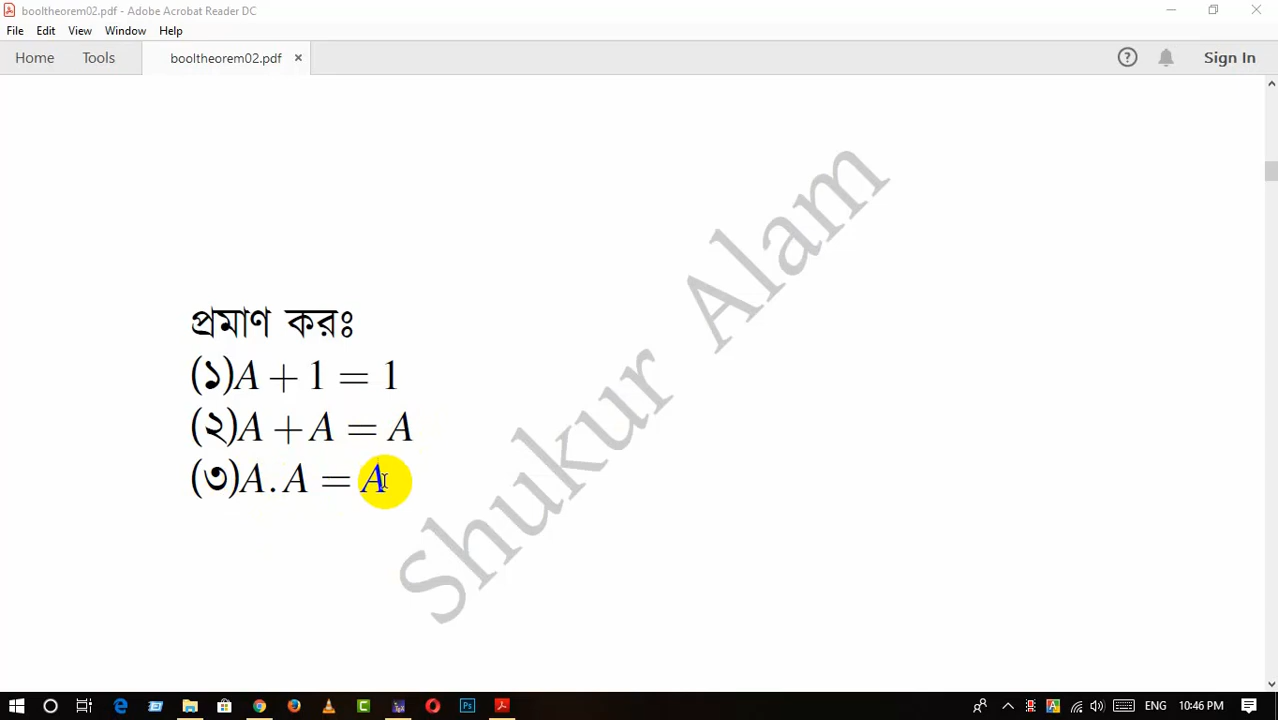 booltheorem02.pdf - Adobe Acrobat Reader DC
File Edit View Window Help
Home Tools booltheorem02.pdf × ? Sign In
প্রমাণ করঃ
(১)A + 1 = 1
(২)A + A = A
(৩)A.A = A
Shukur Alam
ENG 10:46 PM